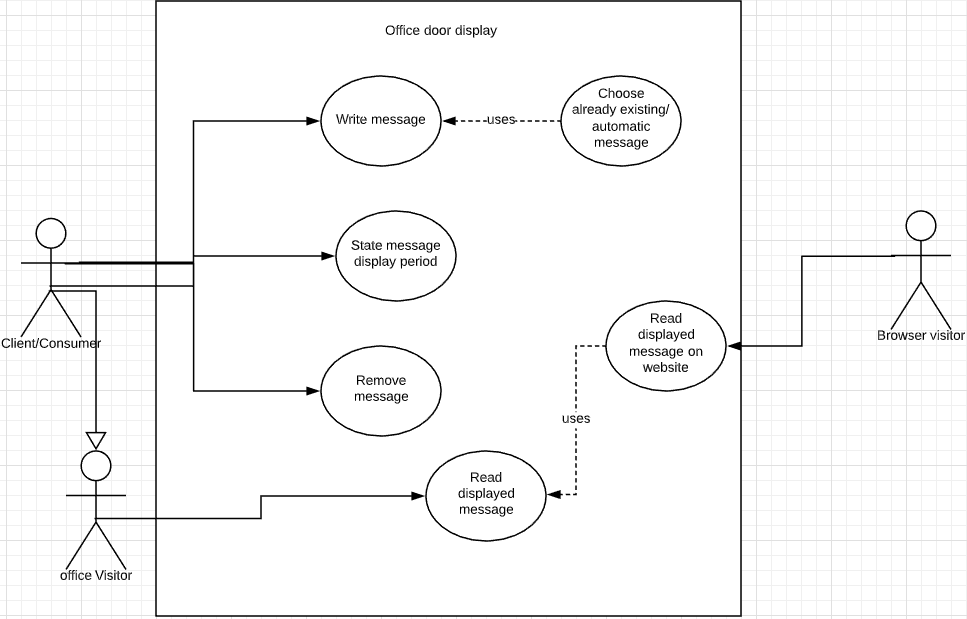 Office door display
Write message
uses
Choose
already existing/
automatic
message
State message
display period
Client/Consumer
Browser visitor
Read
displayed
message on
website
Remove
message
uses
Read
displayed
message
office Visitor